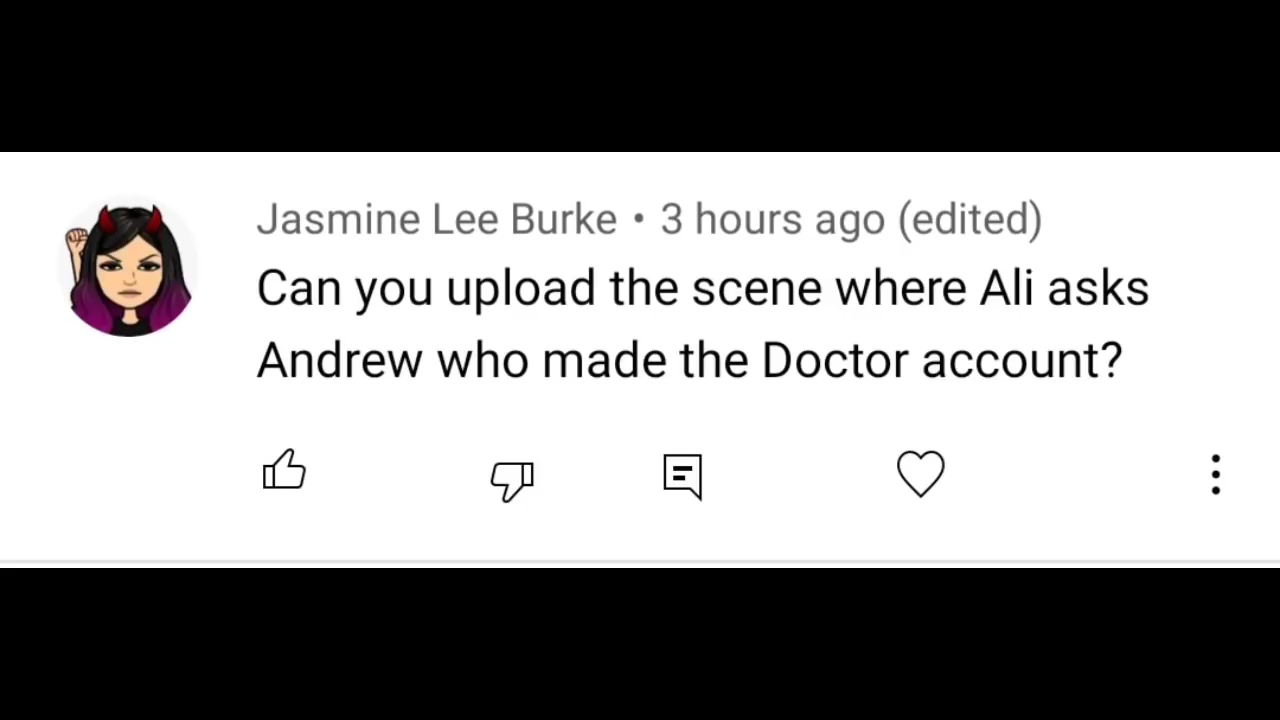 Jasmine Lee Burke • 3 hours ago (edited)
Can you upload the scene where Ali asks
Andrew who made the Doctor account?